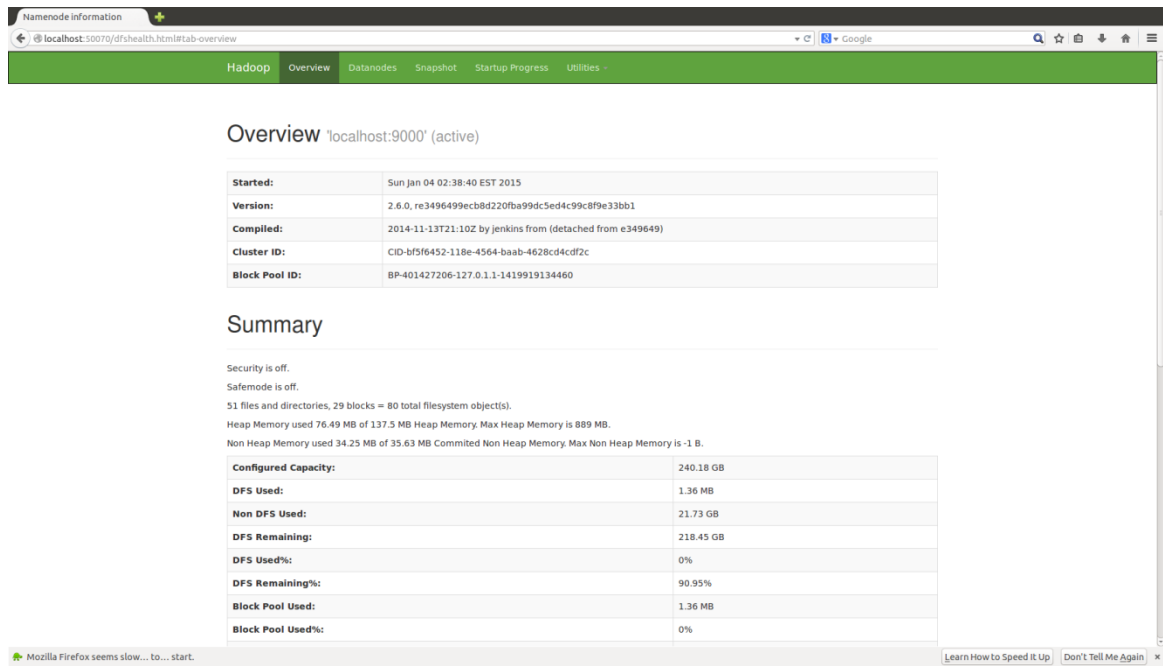 Namenode information
localhost:50070/dfshealth.html#tab-overview
Google
Hadoop Overview Datanodes Snapshot Startup Progress Utilities
Overview 'localhost:9000' (active)
Started: Sun Jan 04 02:38:40 EST 2015
Version: 2.6.0, re3496499ecb8d220fba99dc5ed4c99c8f9e33bb1
Compiled: 2014-11-13T21:10Z by jenkins from (detached from e349649)
Cluster ID: CID-bf5f6452-118e-4564-baab-4628cd4cdf2c
Block Pool ID: BP-401427206-127.0.1.1-1419919134460
Summary
Security is off.
Safemode is off.
51 files and directories, 29 blocks = 80 total filesystem object(s).
Heap Memory used 76.49 MB of 137.5 MB Heap Memory. Max Heap Memory is 889 MB.
Non Heap Memory used 34.25 MB of 35.63 MB Commited Non Heap Memory. Max Non Heap Memory is -1 B.
Configured Capacity: 240.18 GB
DFS Used: 1.36 MB
Non DFS Used: 21.73 GB
DFS Remaining: 218.45 GB
DFS Used%: 0%
DFS Remaining%: 90.95%
Block Pool Used: 1.36 MB
Block Pool Used%: 0%
Mozilla Firefox seems slow... to... start. Learn How to Speed It Up Don't Tell Me Again